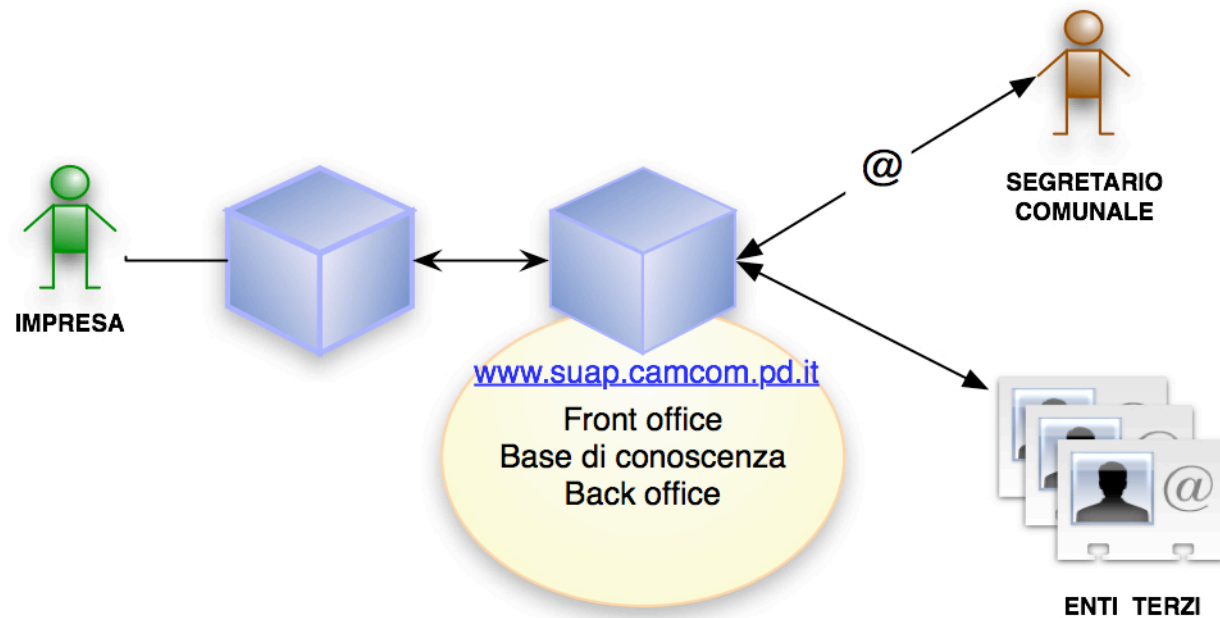 IMPRESA
www.suap.camcom.pd.it
Front office
Base di conoscenza
Back office
@
SEGRETARIO
COMUNALE
@
ENTI TERZI